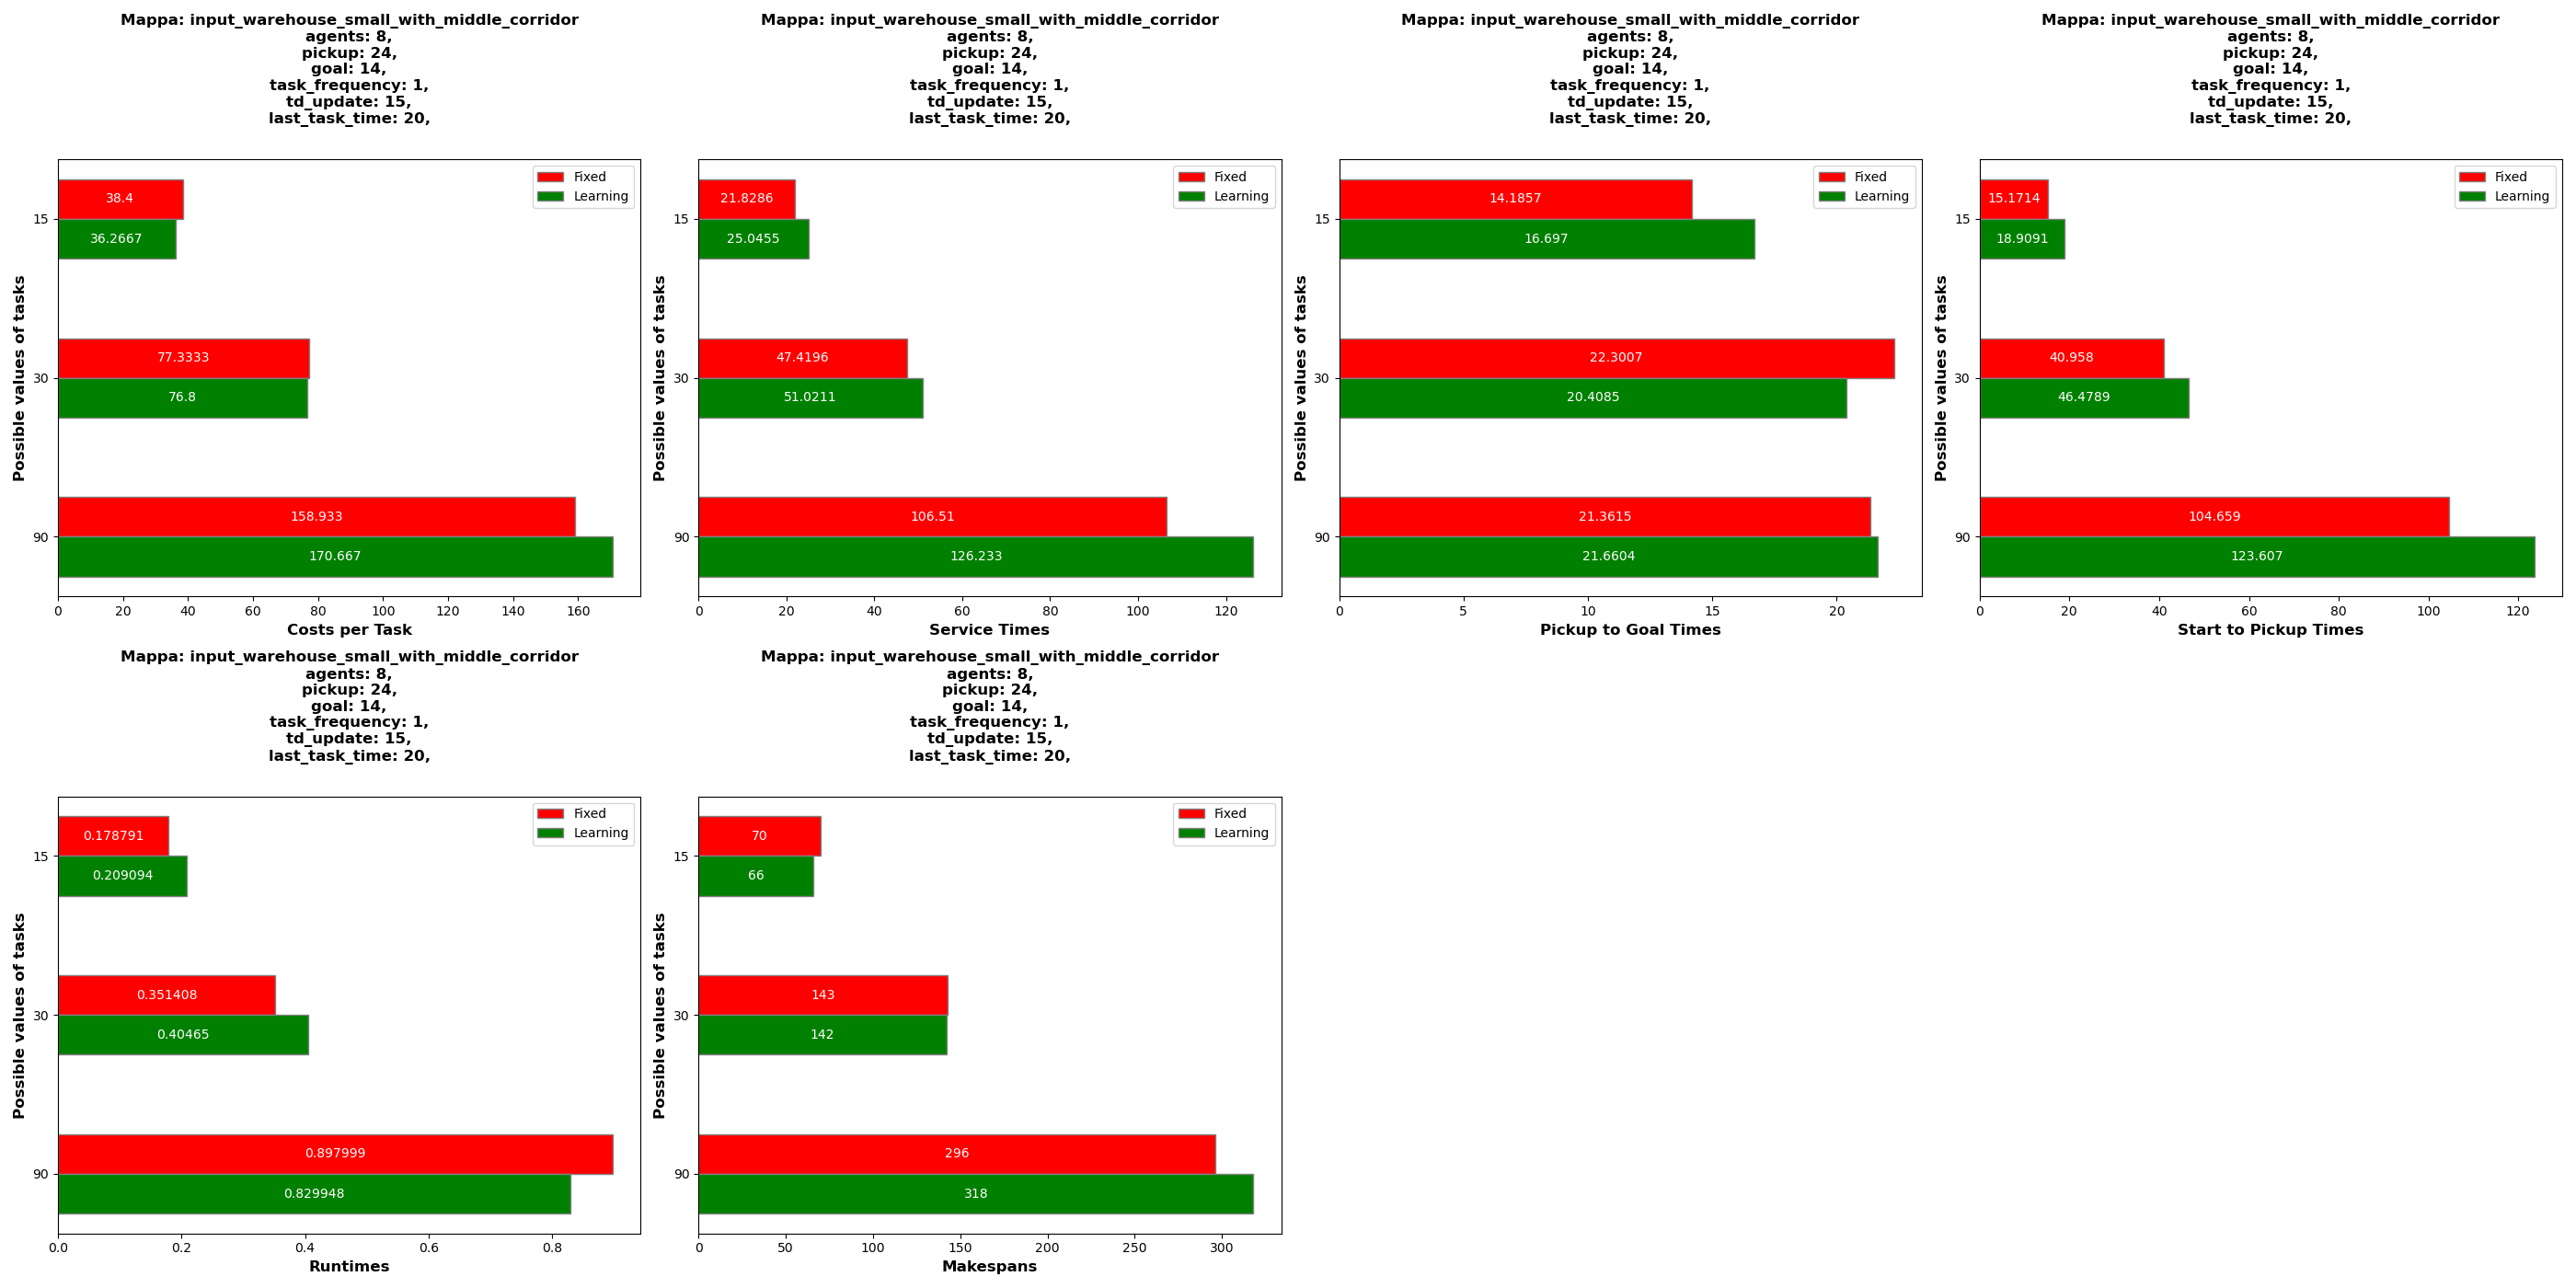 Mappa: input_warehouse_small_with_middle_corridor
agents: 8,
pickup: 24,
goal: 14,
task_frequency: 1,
td_update: 15,
last_task_time: 20,
Fixed
Learning
38.4
15
36.2667
77.3333
30
76.8
158.933
90
170.667
Possible values of tasks
0 20 40 60 80 100 120 140 160
Costs per Task
Mappa: input_warehouse_small_with_middle_corridor
agents: 8,
pickup: 24,
goal: 14,
task_frequency: 1,
td_update: 15,
last_task_time: 20,
Fixed
Learning
21.8286
15
25.0455
47.4196
30
51.0211
106.51
90
126.233
Possible values of tasks
0 20 40 60 80 100 120
Service Times
Mappa: input_warehouse_small_with_middle_corridor
agents: 8,
pickup: 24,
goal: 14,
task_frequency: 1,
td_update: 15,
last_task_time: 20,
Fixed
Learning
14.1857
15
16.697
22.3007
30
20.4085
21.3615
90
21.6604
Possible values of tasks
0 5 10 15 20
Pickup to Goal Times
Mappa: input_warehouse_small_with_middle_corridor
agents: 8,
pickup: 24,
goal: 14,
task_frequency: 1,
td_update: 15,
last_task_time: 20,
Fixed
Learning
15.1714
15
18.9091
40.958
30
46.4789
104.659
90
123.607
Possible values of tasks
0 20 40 60 80 100 120
Start to Pickup Times
Mappa: input_warehouse_small_with_middle_corridor
agents: 8,
pickup: 24,
goal: 14,
task_frequency: 1,
td_update: 15,
last_task_time: 20,
Fixed
Learning
0.178791
15
0.209094
0.351408
30
0.40465
0.897999
90
0.829948
Possible values of tasks
0.0 0.2 0.4 0.6 0.8
Runtimes
Mappa: input_warehouse_small_with_middle_corridor
agents: 8,
pickup: 24,
goal: 14,
task_frequency: 1,
td_update: 15,
last_task_time: 20,
Fixed
Learning
70
15
66
143
30
142
296
90
318
Possible values of tasks
0 50 100 150 200 250 300
Makespans